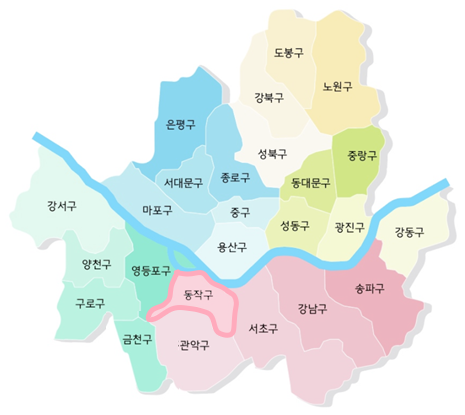 도봉구
노원구
강북구
은평구
성북구
중랑구
서대문구
종로구
동대문구
마포구
중구
강서구
성동구
광진구
강동구
용산구
양천구
영등포구
송파구
동작구
구로구
강남구
서초구
금천구
관악구